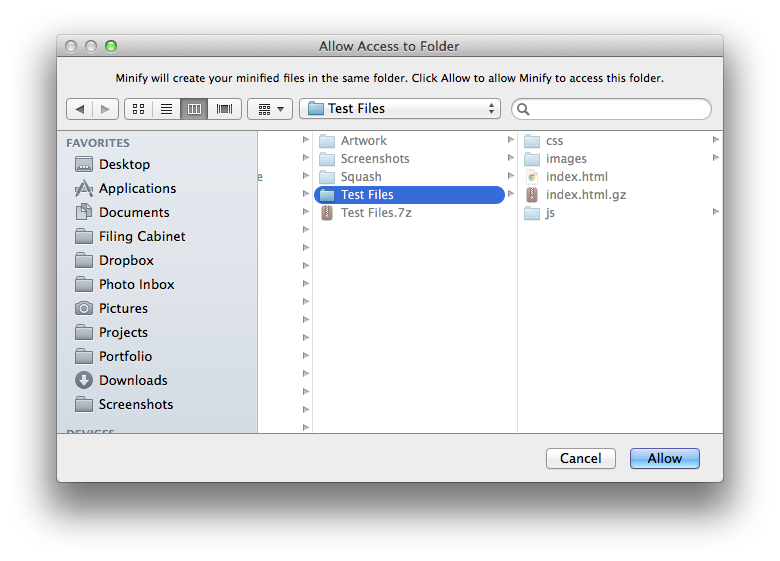 Allow Access to Folder
Minify will create your minified files in the same folder. Click Allow to allow Minify to access this folder.
Test Files
FAVORITES
Desktop
Applications
Documents
Filing Cabinet
Dropbox
Photo Inbox
Pictures
Projects
Portfolio
Downloads
Screenshots
DEVICES
e
Artwork
Screenshots
Squash
Test Files
Test Files.7z
css
images
index.html
index.html.gz
js
Cancel
Allow